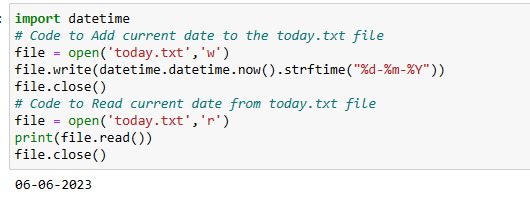 import datetime
# Code to Add current date to the today.txt file
file = open('today.txt','w')
file.write(datetime.datetime.now().strftime("%d-%m-%Y"))
file.close()
# Code to Read current date from today.txt file
file = open('today.txt','r')
print(file.read())
file.close()
06-06-2023